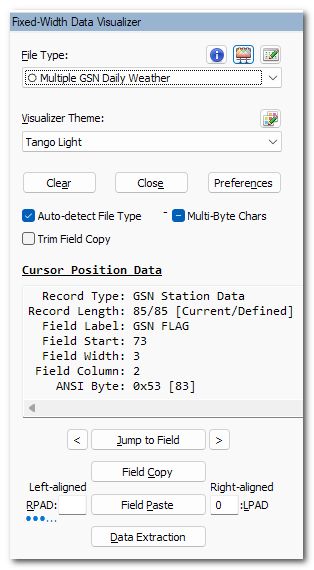 Fixed-Width Data Visualizer
File Type:
Multiple GSN Daily Weather
Visualizer Theme:
Tango Light
Clear Close Preferences
Auto-detect File Type Multi-Byte Chars
Trim Field Copy
Cursor Position Data
Record Type: GSN Station Data
Record Length: 85/85 [Current/Defined]
Field Label: GSN FLAG
Field Start: 73
Field Width: 3
Field Column: 2
ANSI Byte: 0x53 [83]
< Jump to Field >
Field Copy
Left-aligned Right-aligned
RPAD: Field Paste 0 :LPAD
Data Extraction